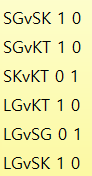 SGvSK 1 0
SGvKT 1 0
SKvKT 0 1
LGvKT 1 0
LGvSG 0 1
LGvSK 1 0